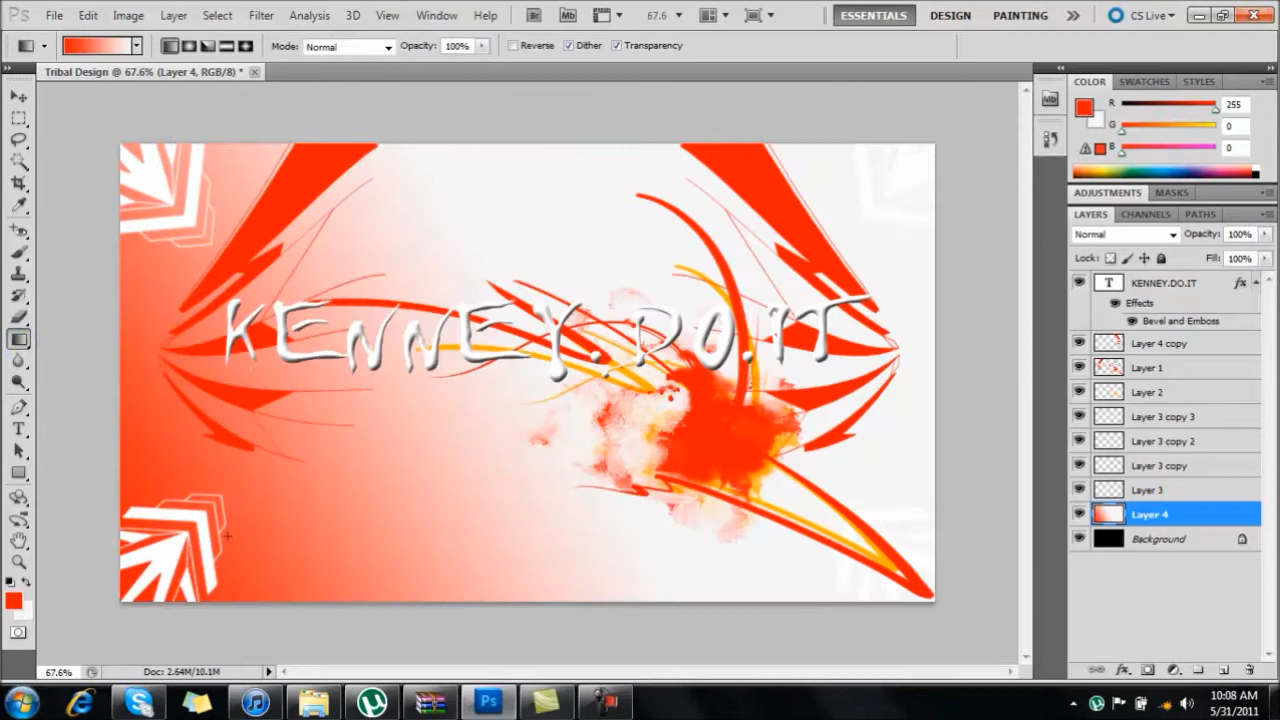 Ps File Edit Image Layer Select Filter Analysis 3D View Window Help Br Mb 67.6 ESSENTIALS DESIGN PAINTING CS Live
Mode: Normal Opacity: 100% Reverse Dither Transparency
Tribal Design @ 67.6% (Layer 4, RGB/8) *
COLOR SWATCHES STYLES
R 255
G 0
B 0
ADJUSTMENTS MASKS
LAYERS CHANNELS PATHS
Normal Opacity: 100%
Lock: Fill: 100%
T KENNEY.DO.IT fx
Effects
Bevel and Emboss
Layer 4 copy
Layer 1
Layer 2
Layer 3 copy 3
Layer 3 copy 2
Layer 3 copy
Layer 3
Layer 4
Background
KENNEY.DO.IT
67.6% Doc: 2.64M/10.1M
10:08 AM
5/31/2011